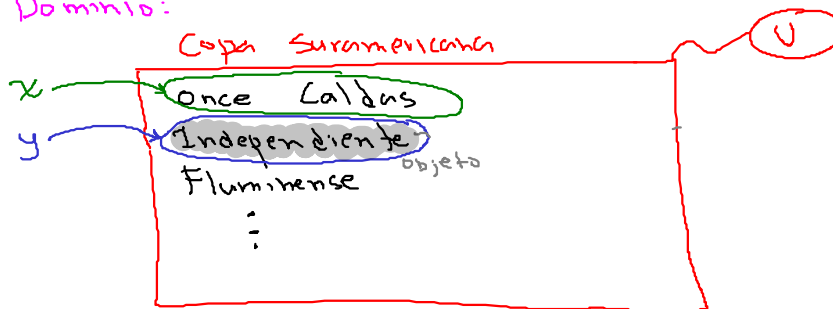 Dominio:
Copa Suramericana
U
x
once Caldas
y
Independiente
objeto
Fluminense